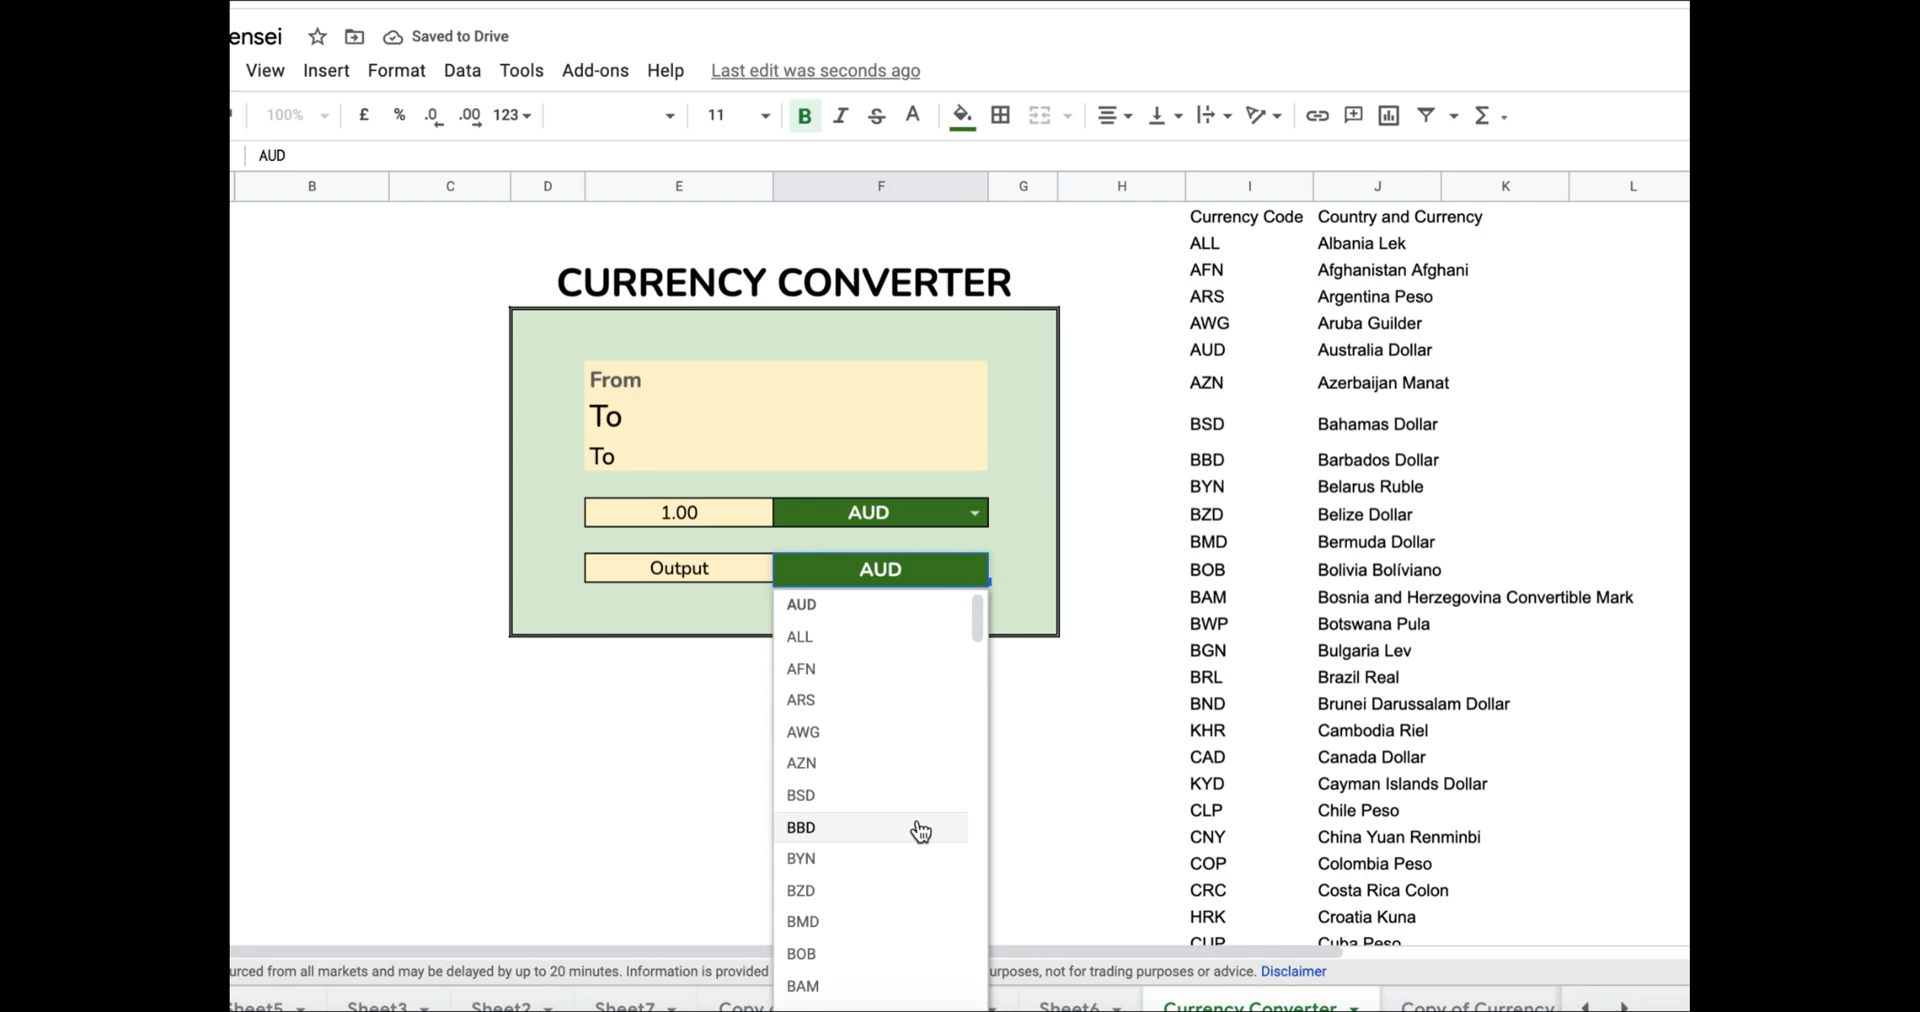 ensei Saved to Drive
View Insert Format Data Tools Add-ons Help Last edit was seconds ago
100% £ % .0 .00 123 11 B I S A Σ
AUD
B C D E F G H I J K L
Currency Code Country and Currency
ALL Albania Lek
AFN Afghanistan Afghani
ARS Argentina Peso
AWG Aruba Guilder
AUD Australia Dollar
AZN Azerbaijan Manat
BSD Bahamas Dollar
BBD Barbados Dollar
BYN Belarus Ruble
BZD Belize Dollar
BMD Bermuda Dollar
BOB Bolivia Bolíviano
BAM Bosnia and Herzegovina Convertible Mark
BWP Botswana Pula
BGN Bulgaria Lev
BRL Brazil Real
BND Brunei Darussalam Dollar
KHR Cambodia Riel
CAD Canada Dollar
KYD Cayman Islands Dollar
CLP Chile Peso
CNY China Yuan Renminbi
COP Colombia Peso
CRC Costa Rica Colon
HRK Croatia Kuna
CUP Cuba Peso
CURRENCY CONVERTER
From
To
To
1.00 AUD
Output AUD
AUD
ALL
AFN
ARS
AWG
AZN
BSD
BBD
BYN
BZD
BMD
BOB
BAM
urced from all markets and may be delayed by up to 20 minutes. Information is provided urposes, not for trading purposes or advice. Disclaimer
Sheet5 Sheet3 Sheet2 Sheet7 Copy Sheet6 Currency Converter Copy of Currency